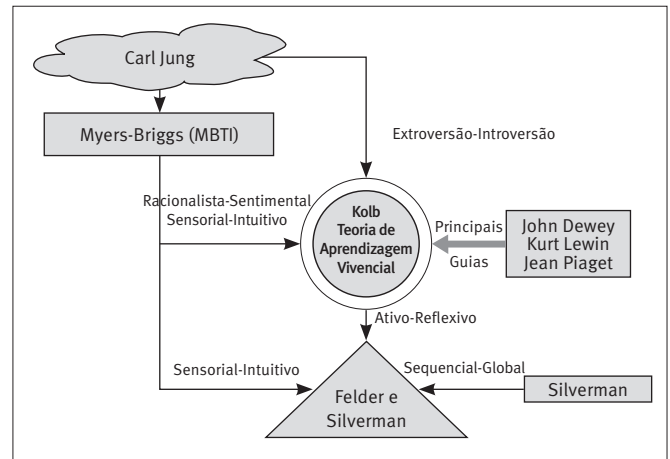 Carl Jung
Myers-Briggs (MBTI)
Extroversão-Introversão
Racionalista-Sentimental
Sensorial-Intuitivo
Kolb
Teoria de
Aprendizagem
Vivencial
Principais
Guias
John Dewey
Kurt Lewin
Jean Piaget
Ativo-Reflexivo
Sensorial-Intuitivo
Sequencial-Global
Felder e
Silverman
Silverman